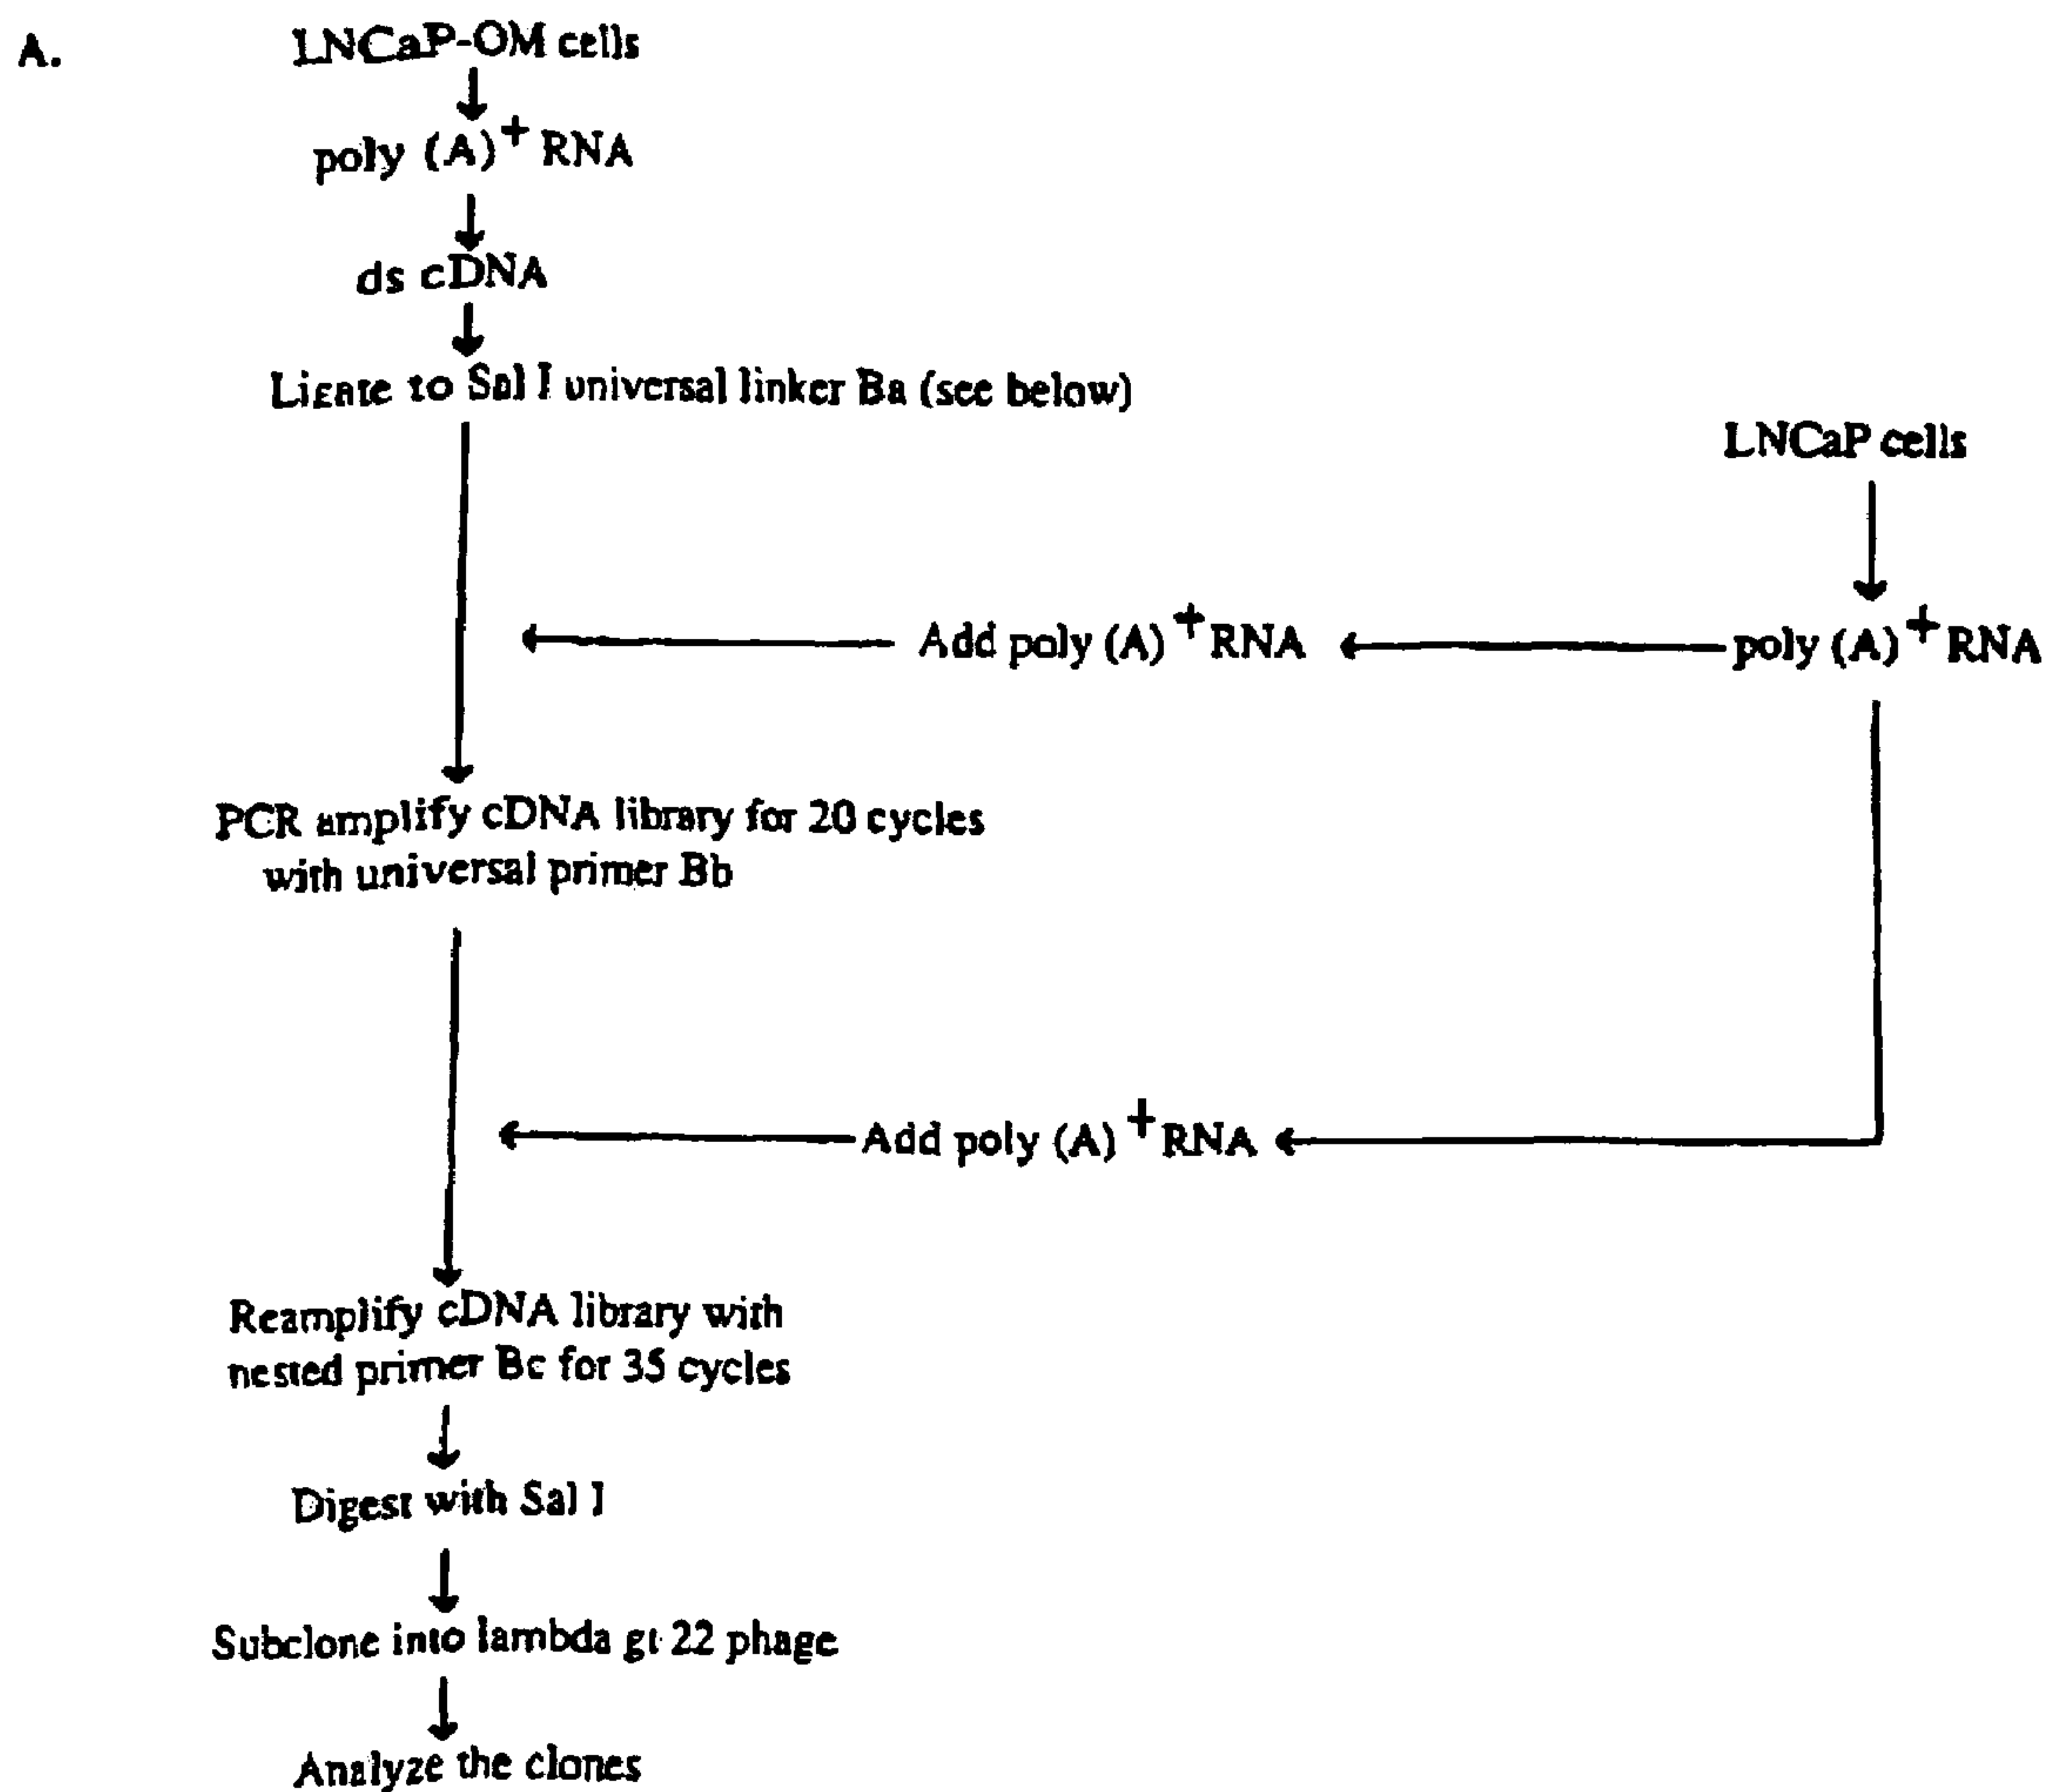 A.
LNCaP-OM cells
poly (A)+ RNA
ds cDNA
Ligate to Sal I universal linker Ba (see below)
LNCaP cells
Add poly (A)+ RNA
poly (A)+ RNA
PCR amplify cDNA library for 20 cycles
with universal primer Bb
Add poly (A)+ RNA
Reamplify cDNA library with
nested primer Bc for 35 cycles
Digest with Sal I
Subclone into lambda gt 22 phage
Analyze the clones